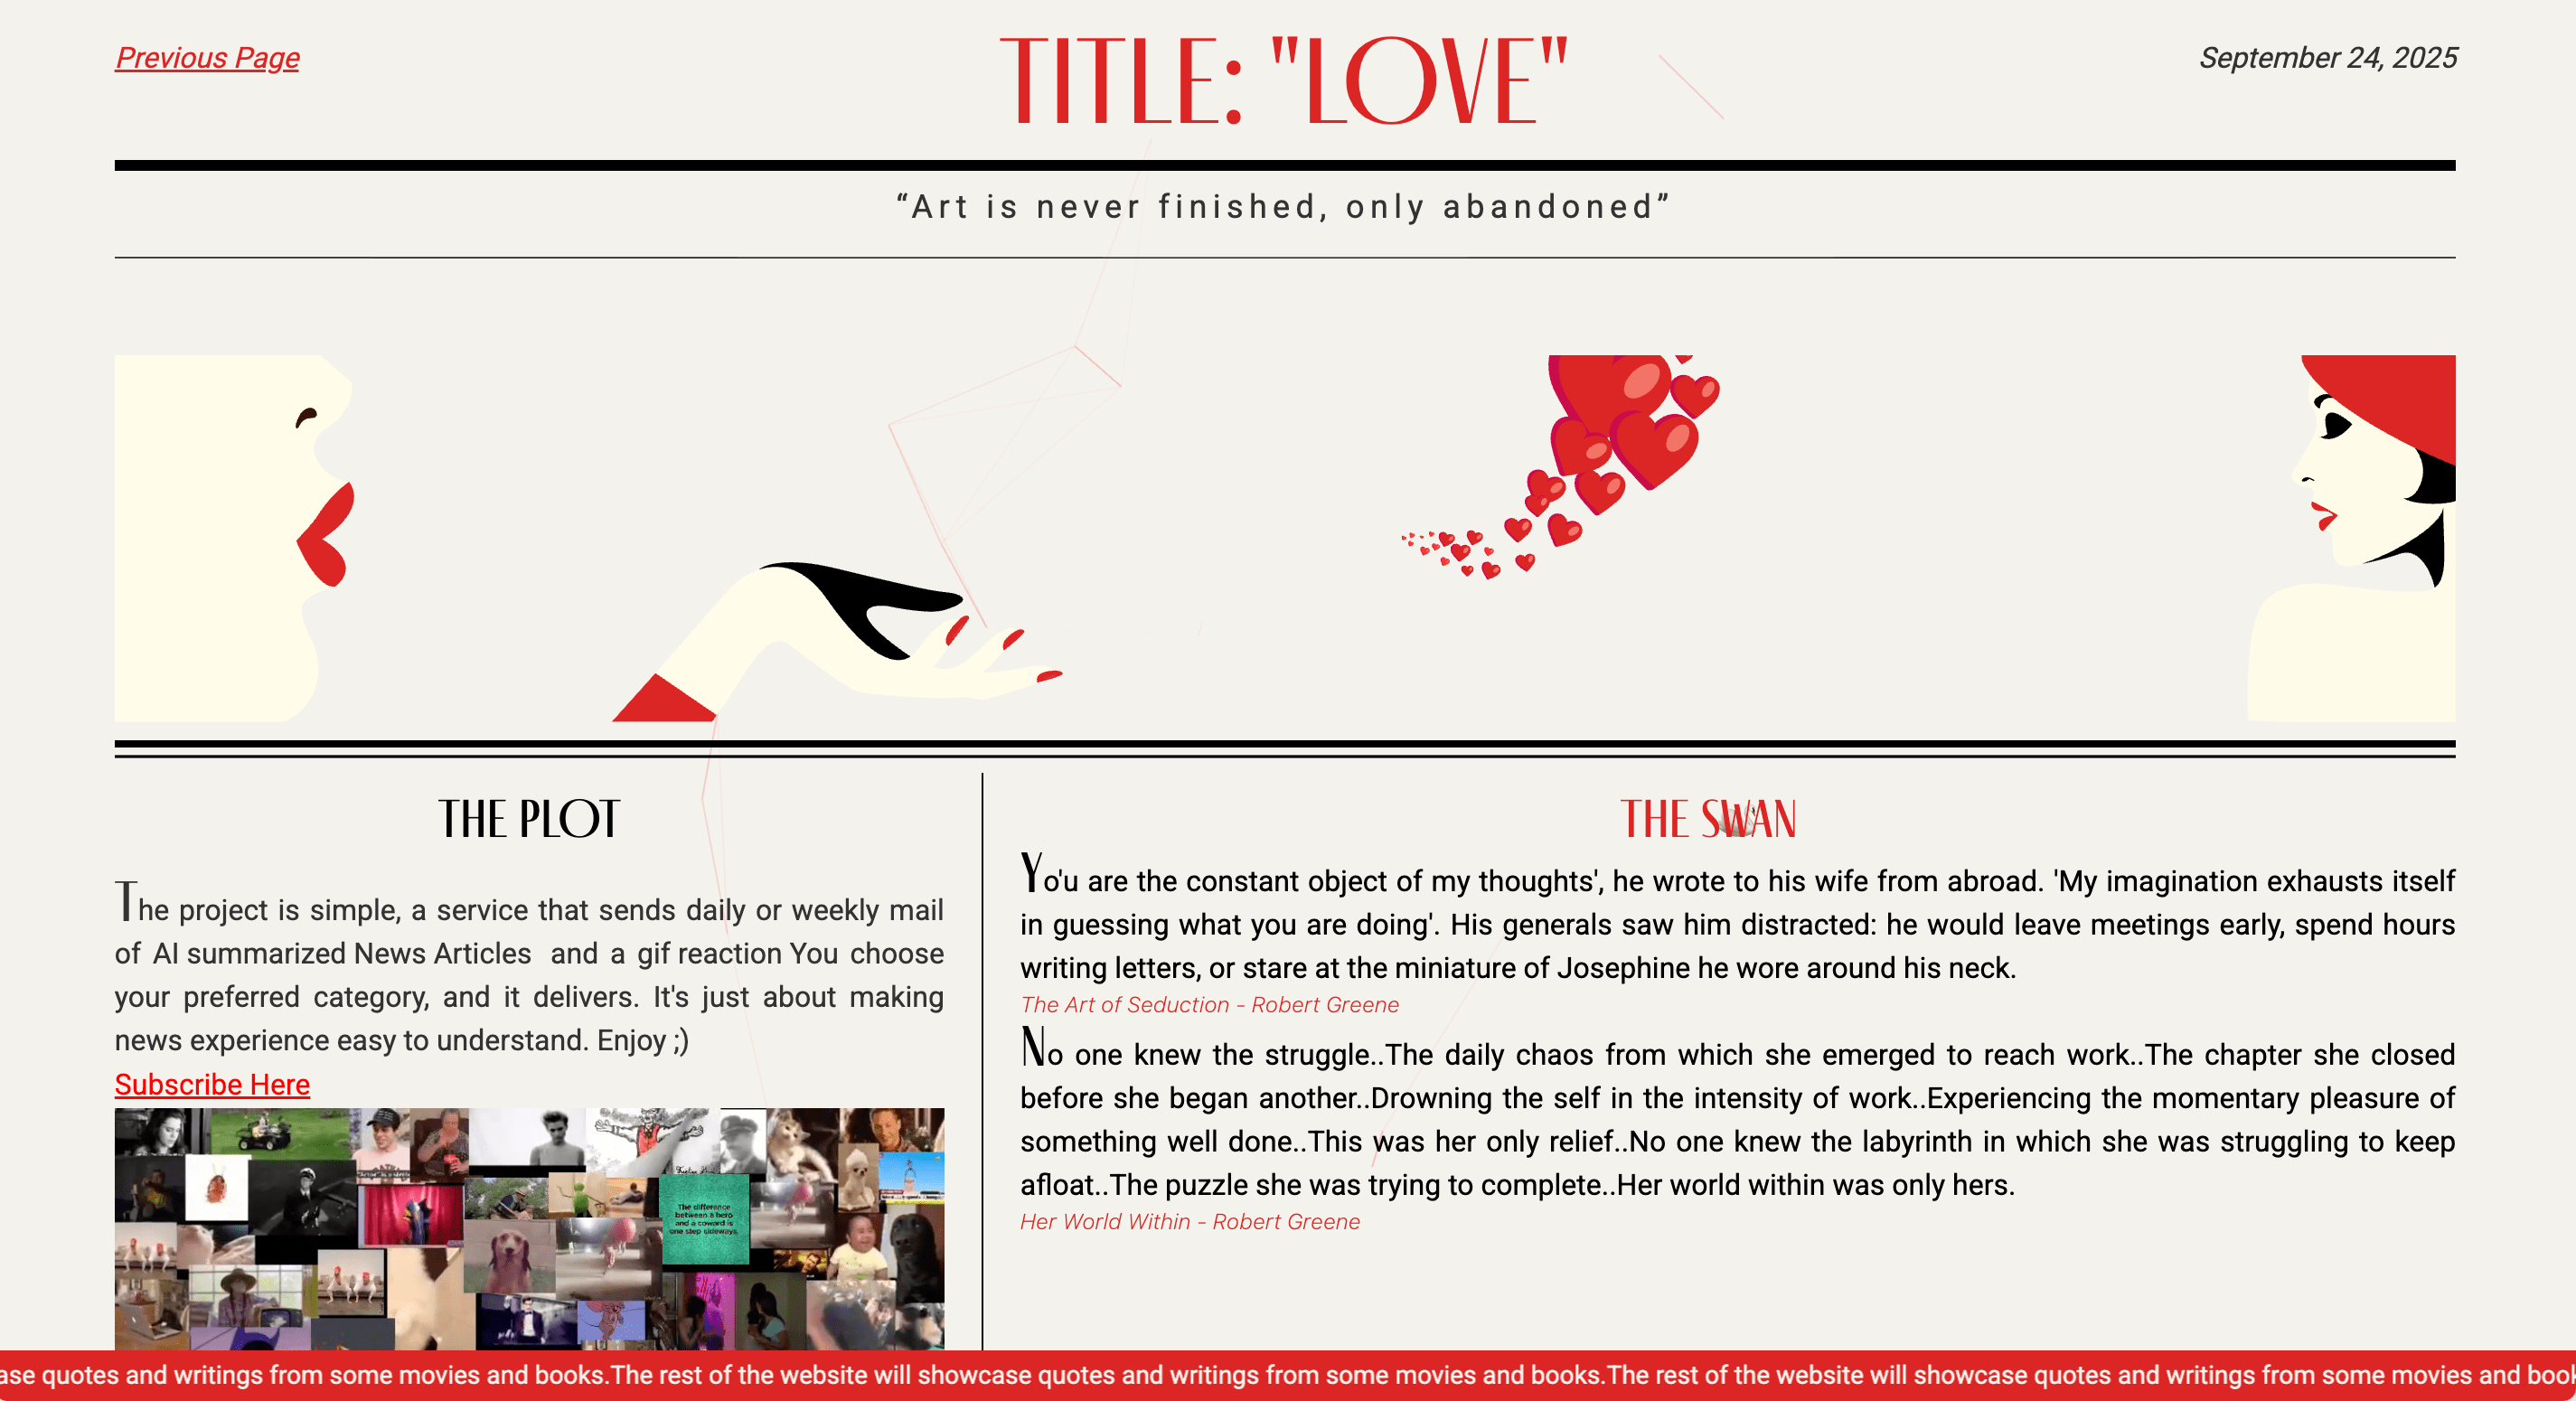 Previous Page
TITLE: "LOVE"
September 24, 2025
“Art is never finished, only abandoned”
THE PLOT
The project is simple, a service that sends daily or weekly mail
of AI summarized News Articles and a gif reaction You choose
your preferred category, and it delivers. It's just about making
news experience easy to understand. Enjoy ;)
Subscribe Here
The difference
between a hero
and a coward is
one step sideways.
THE SWAN
Yo'u are the constant object of my thoughts', he wrote to his wife from abroad. 'My imagination exhausts itself
in guessing what you are doing'. His generals saw him distracted: he would leave meetings early, spend hours
writing letters, or stare at the miniature of Josephine he wore around his neck.
The Art of Seduction - Robert Greene
No one knew the struggle..The daily chaos from which she emerged to reach work..The chapter she closed
before she began another..Drowning the self in the intensity of work..Experiencing the momentary pleasure of
something well done..This was her only relief..No one knew the labyrinth in which she was struggling to keep
afloat..The puzzle she was trying to complete..Her world within was only hers.
Her World Within - Robert Greene
ase quotes and writings from some movies and books.The rest of the website will showcase quotes and writings from some movies and books.The rest of the website will showcase quotes and writings from some movies and book